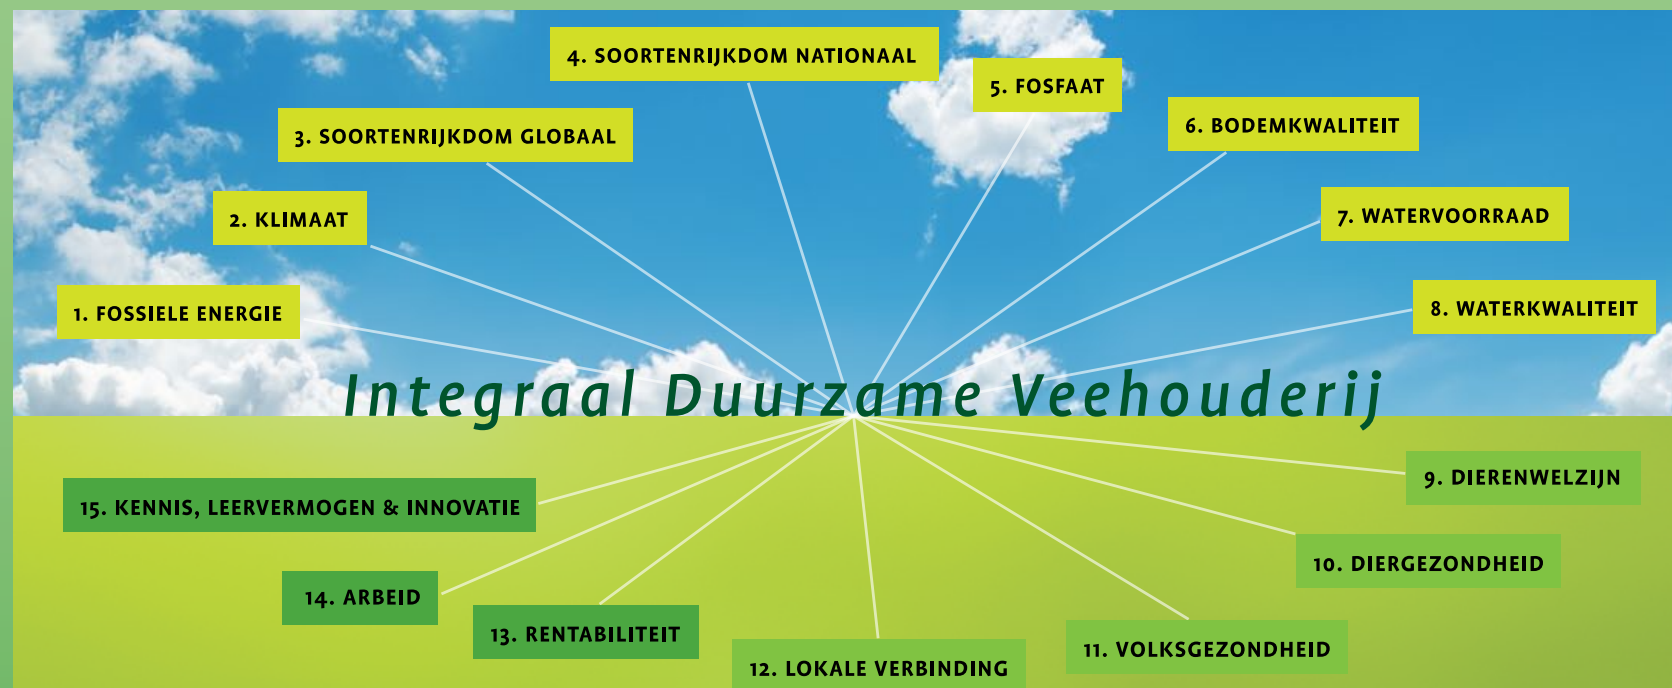 4. SOORTENRIJKDOM NATIONAAL
5. FOSFAAT
3. SOORTENRIJKDOM GLOBAAL
6. BODEMKWALITEIT
2. KLIMAAT
7. WATERVOORRAAD
1. FOSSIELE ENERGIE
8. WATERKWALITEIT
Integraal Duurzame Veehouderij
9. DIERENWELZIJN
15. KENNIS, LEERVERMOGEN & INNOVATIE
10. DIERGEZONDHEID
14. ARBEID
13. RENTABILITEIT
11. VOLKSGEZONDHEID
12. LOKALE VERBINDING